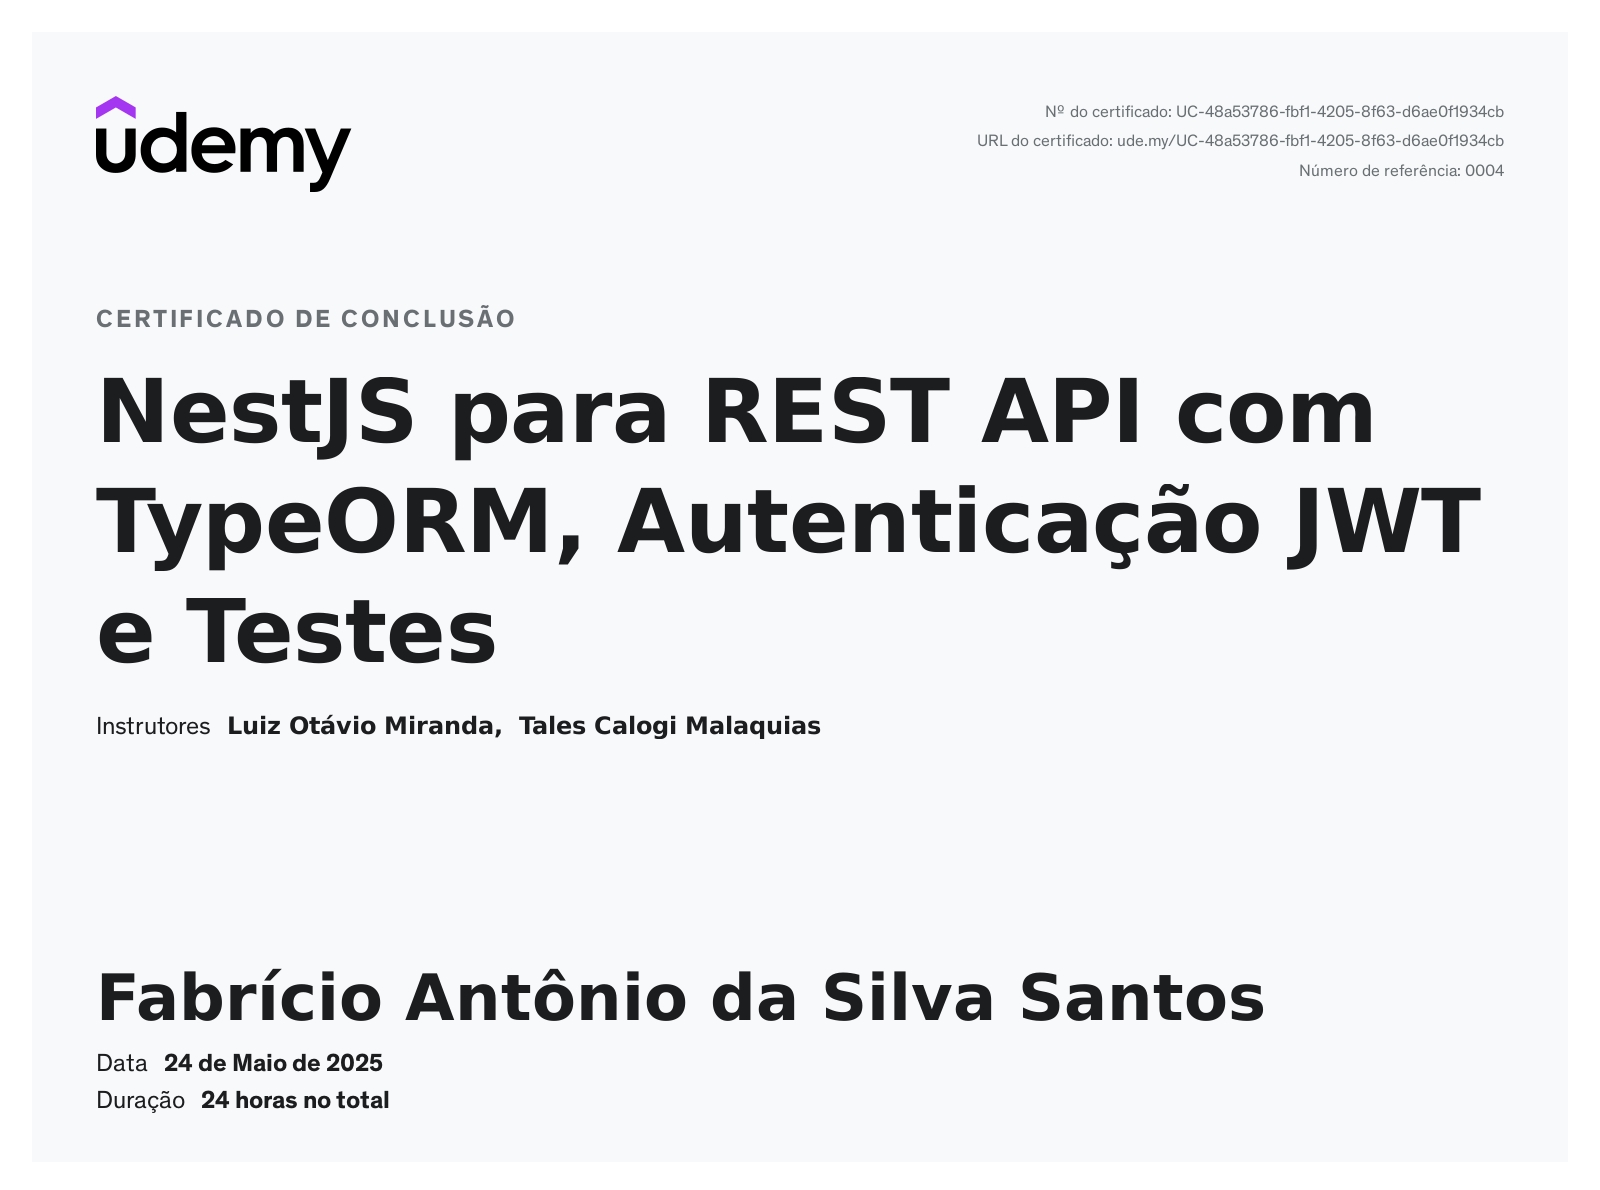 udemy
Nº do certificado: UC-48a53786-fbf1-4205-8f63-d6ae0f1934cb
URL do certificado: ude.my/UC-48a53786-fbf1-4205-8f63-d6ae0f1934cb
Número de referência: 0004
CERTIFICADO DE CONCLUSÃO
NestJS para REST API com
TypeORM, Autenticação JWT
e Testes
Instrutores Luiz Otávio Miranda, Tales Calogi Malaquias
Fabrício Antônio da Silva Santos
Data 24 de Maio de 2025
Duração 24 horas no total